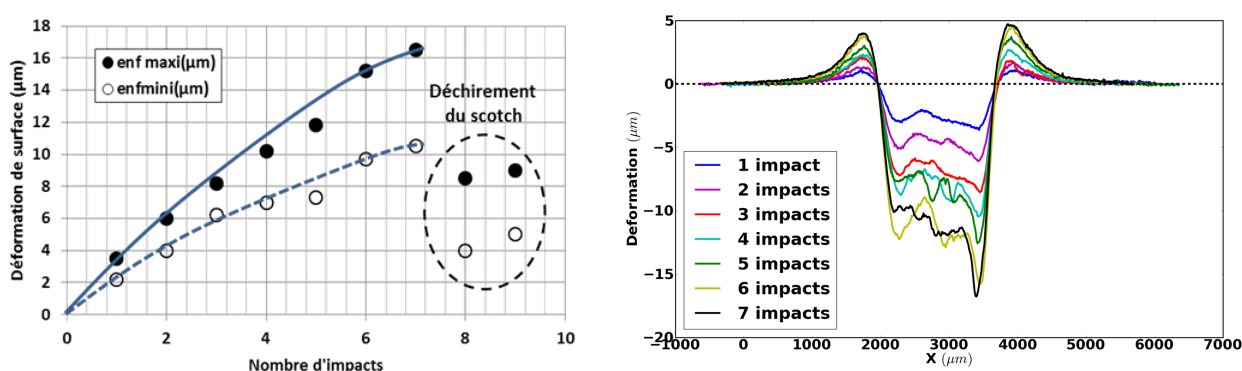 18
16
14
12
10
8
6
4
2
0
Déformation de surface (µm)
enf maxi(µm)
enfmini(µm)
Déchirement
du scotch
0 2 4 6 8 10
Nombre d'impacts
5
0
−5
−10
−15
−20
Deformation (µm)
1 impact
2 impacts
3 impacts
4 impacts
5 impacts
6 impacts
7 impacts
−1000 0 1000 2000 3000 4000 5000 6000 7000
X (µm)